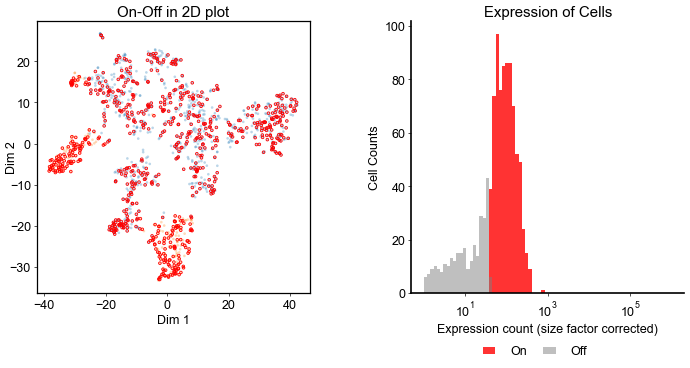 On-Off in 2D plot
Expression of Cells
Dim 2
20
10
0
−10
−20
−30
−40
−20
0
20
40
Dim 1
Cell Counts
100
80
60
40
20
0
10^1
10^3
10^5
Expression count (size factor corrected)
On
Off